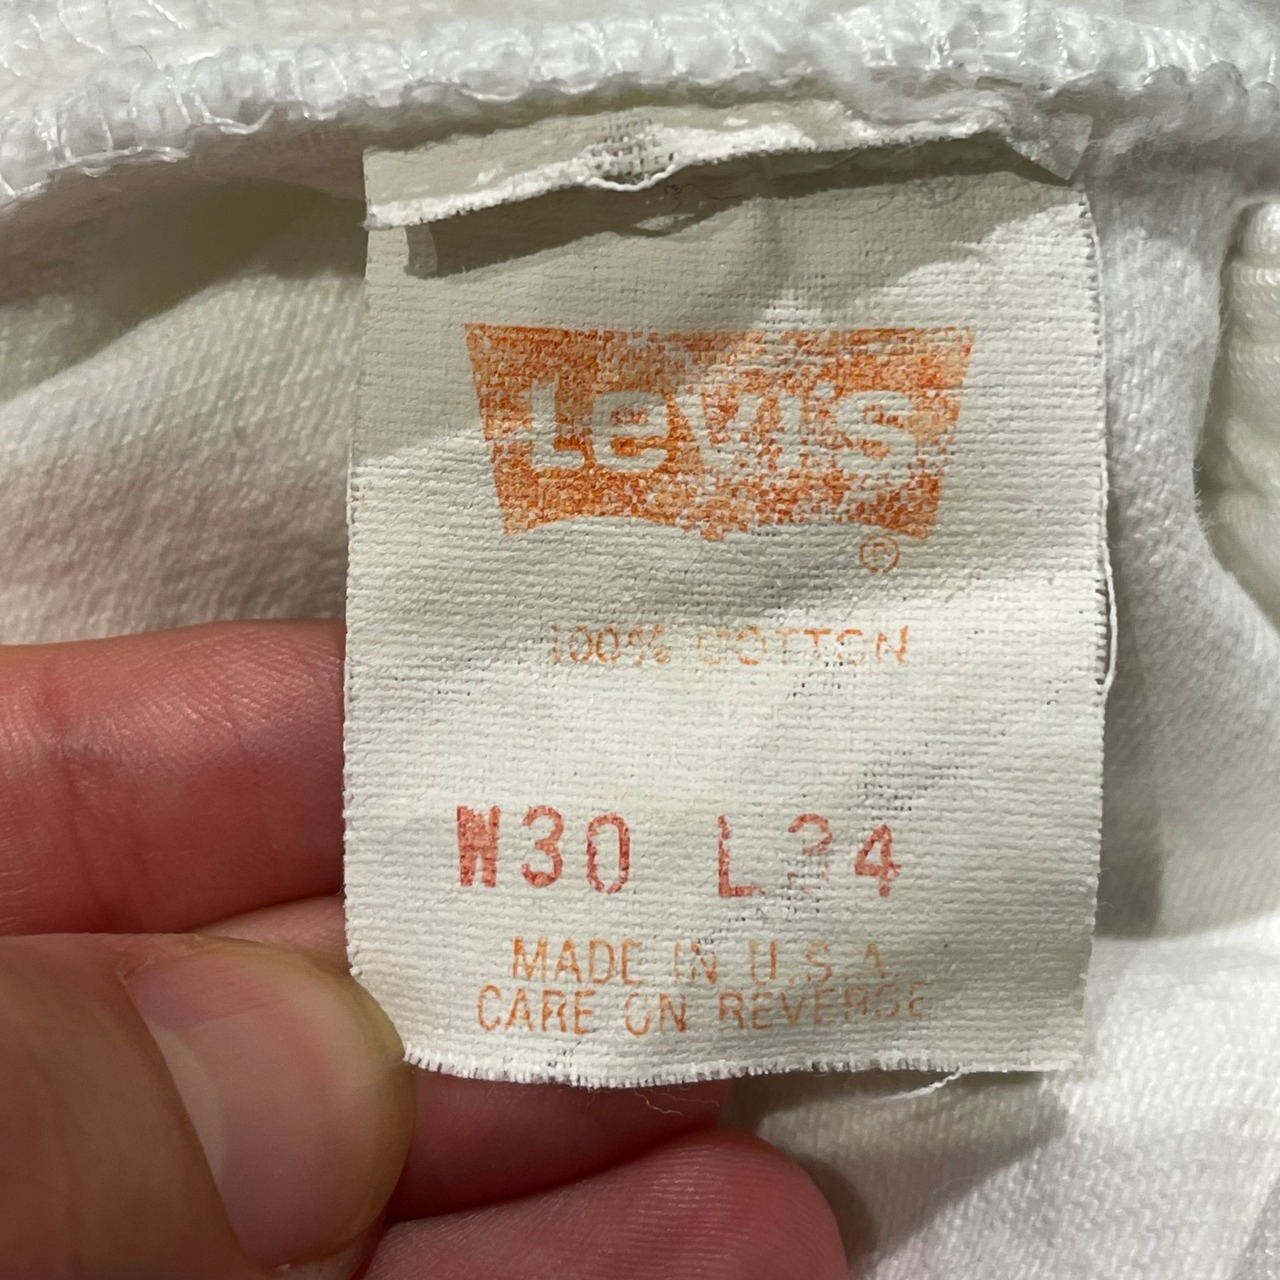 Levi's
®
100% COTTON
W30 L34
MADE IN U.S.A.
CARE ON REVERSE